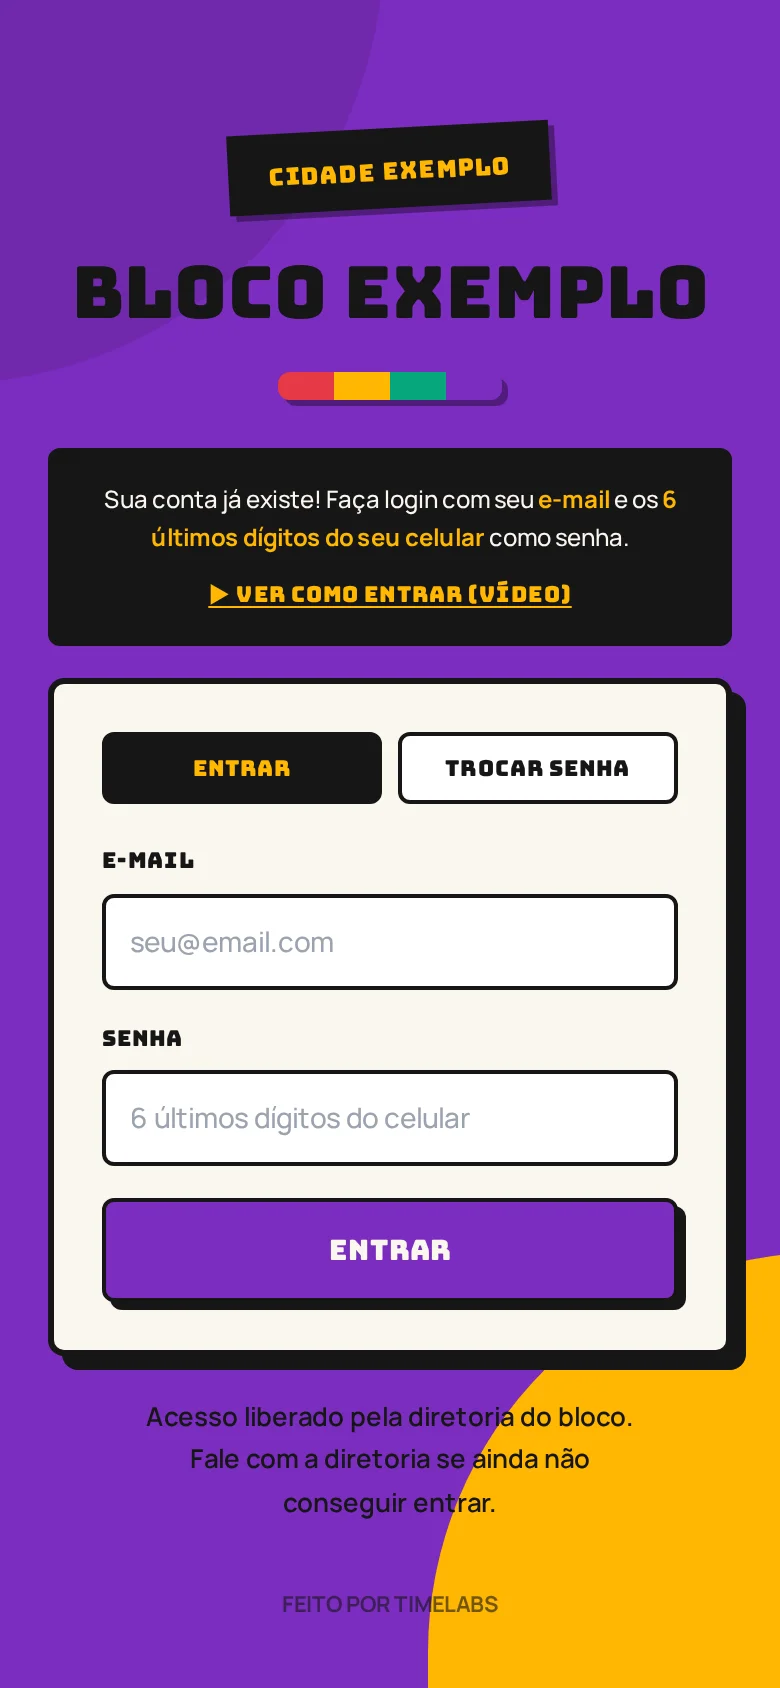 CIDADE EXEMPLO
BLOCO EXEMPLO
Sua conta já existe! Faça login com seu e-mail e os 6
últimos dígitos do seu celular como senha.
▶ VER COMO ENTRAR (VÍDEO)
ENTRAR
TROCAR SENHA
E-MAIL
seu@email.com
SENHA
6 últimos dígitos do celular
ENTRAR
Acesso liberado pela diretoria do bloco.
Fale com a diretoria se ainda não
conseguir entrar.
FEITO POR TIMELABS